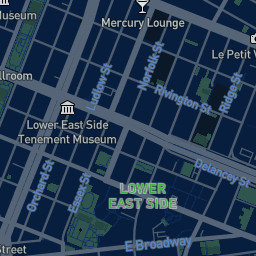 Mercury Lounge
Museum
Le Petit V
llroom
Ludlow St
Norfolk St
Rivington St
Ridge St
Lower East Side
Tenement Museum
Delancey St
Orchard St
Essex St
LOWER
EAST SIDE
E Broadway
Street